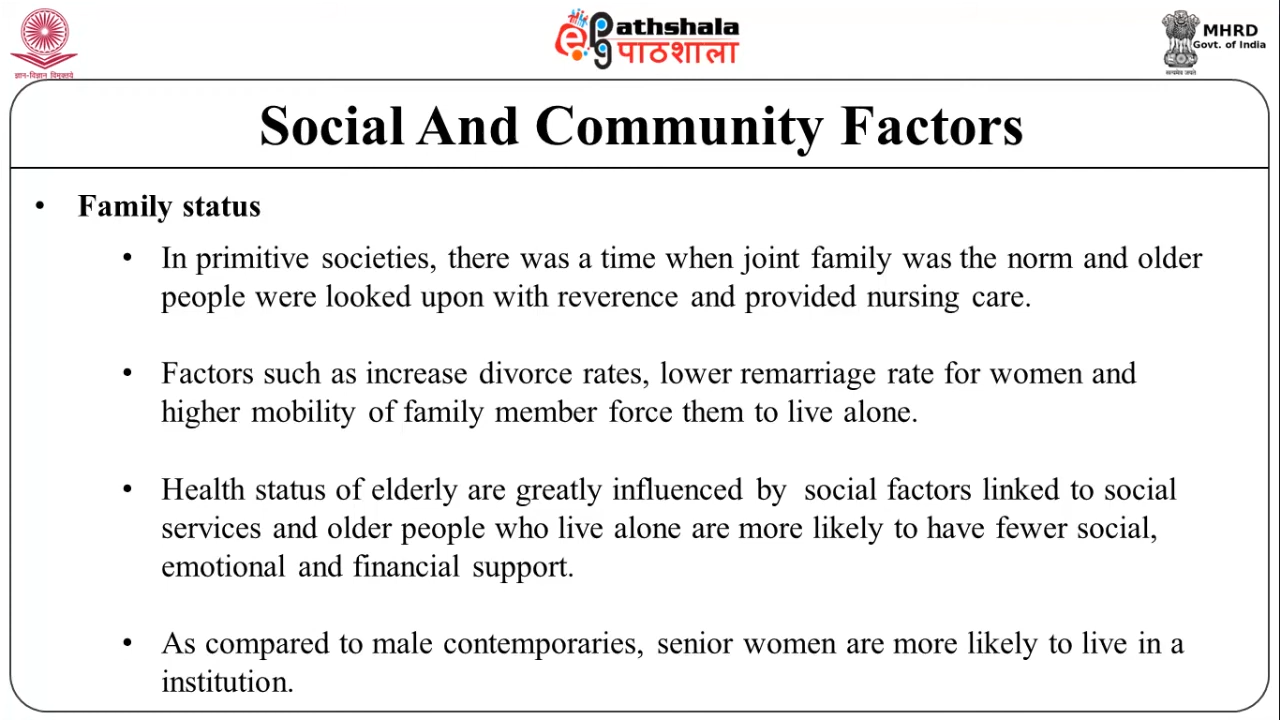 ज्ञान-विज्ञान विमुक्तये
Pathshala
पाठशाला
MHRD
Govt. of India
सत्यमेव जयते
Social And Community Factors
• Family status
• In primitive societies, there was a time when joint family was the norm and older
people were looked upon with reverence and provided nursing care.
• Factors such as increase divorce rates, lower remarriage rate for women and
higher mobility of family member force them to live alone.
• Health status of elderly are greatly influenced by social factors linked to social
services and older people who live alone are more likely to have fewer social,
emotional and financial support.
• As compared to male contemporaries, senior women are more likely to live in a
institution.